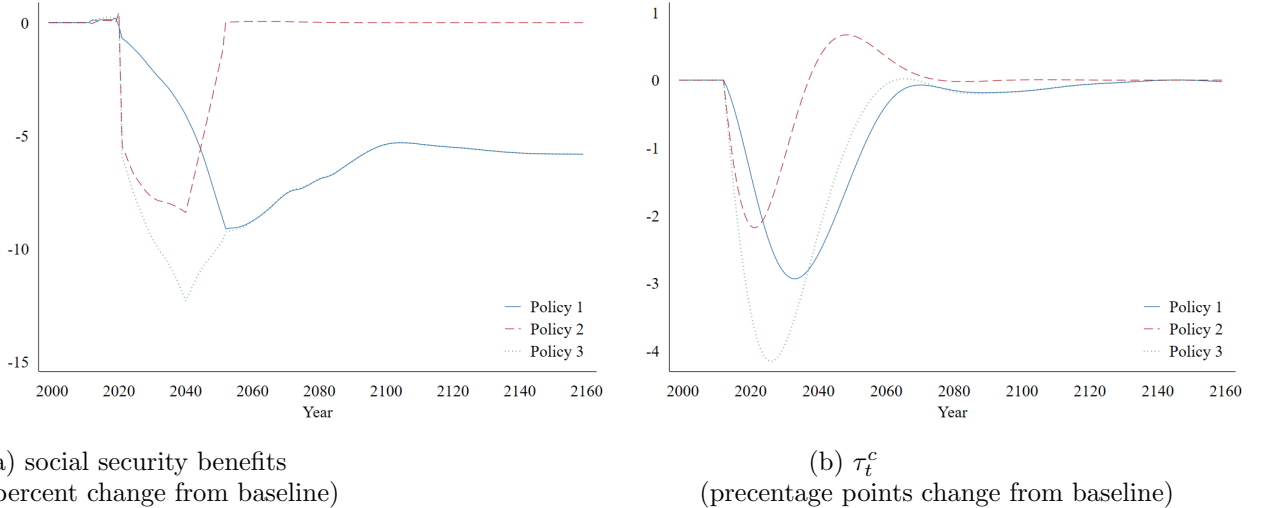 0
-5
-10
-15
2000 2020 2040 2060 2080 2100 2120 2140 2160
Year
Policy 1
Policy 2
Policy 3
) social security benefits
percent change from baseline)
1
0
-1
-2
-3
-4
2000 2020 2040 2060 2080 2100 2120 2140 2160
Year
Policy 1
Policy 2
Policy 3
(b) τ_t^c
(precentage points change from baseline)